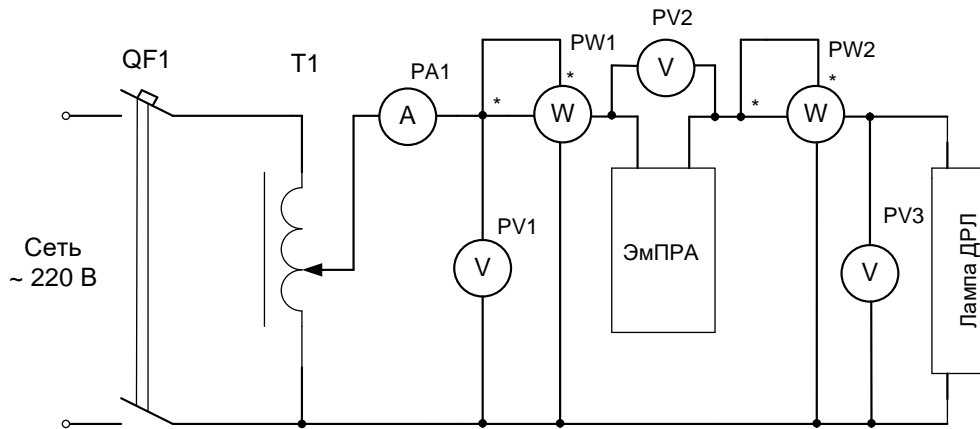 QF1
T1
PA1
A
*
PW1
*
W
PV2
V
PW2
*
*
W
PV1
V
ЭмПРА
PV3
V
Лампа ДРЛ
Сеть
~ 220 В